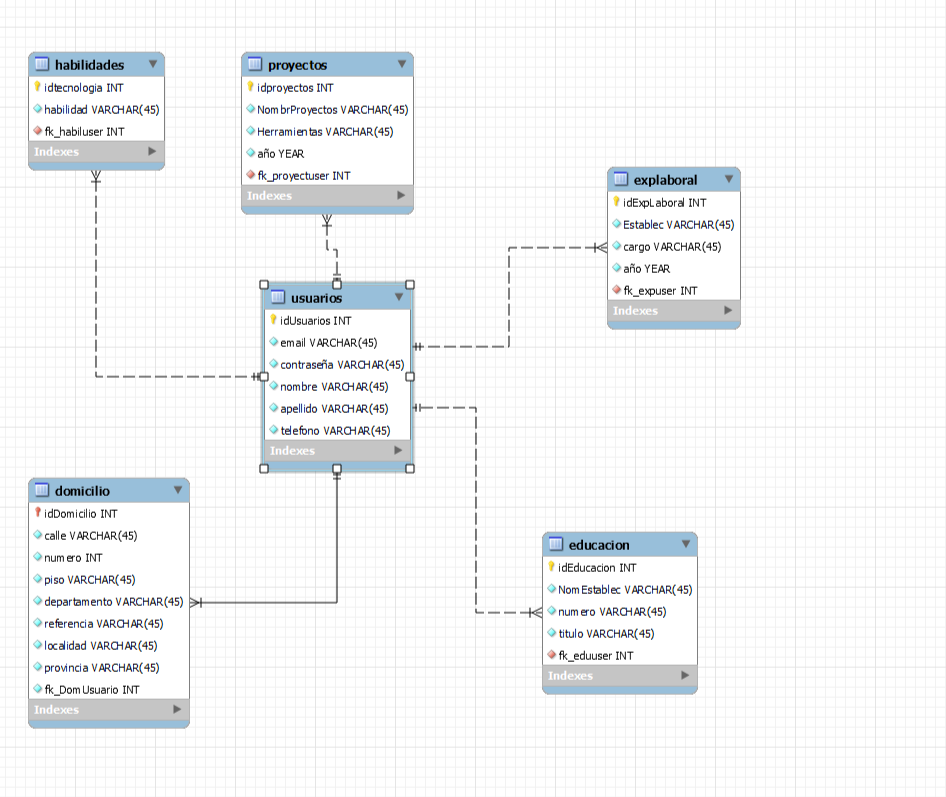 habilidades
idtecnologia INT
habilidad VARCHAR(45)
fk_habiluser INT
Indexes
proyectos
idproyectos INT
NombrProyectos VARCHAR(45)
Herramientas VARCHAR(45)
año YEAR
fk_proyectuser INT
Indexes
explaboral
idExpLaboral INT
Establec VARCHAR(45)
cargo VARCHAR(45)
año YEAR
fk_expuser INT
Indexes
usuarios
idUsuarios INT
email VARCHAR(45)
contraseña VARCHAR(45)
nombre VARCHAR(45)
apellido VARCHAR(45)
telefono VARCHAR(45)
Indexes
domicilio
idDomicilio INT
calle VARCHAR(45)
numero INT
piso VARCHAR(45)
departamento VARCHAR(45)
referencia VARCHAR(45)
localidad VARCHAR(45)
provincia VARCHAR(45)
fk_DomUsuario INT
Indexes
educacion
idEducacion INT
NomEstablec VARCHAR(45)
numero VARCHAR(45)
titulo VARCHAR(45)
fk_eduuser INT
Indexes